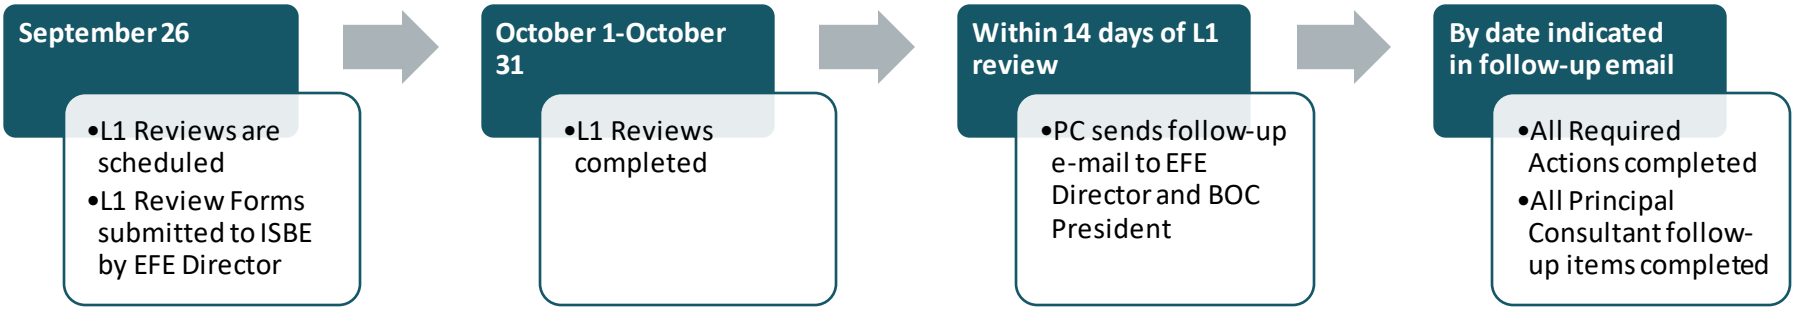 September 26
•L1 Reviews are
scheduled
•L1 Review Forms
submitted to ISBE
by EFE Director
October 1-October
31
•L1 Reviews
completed
Within 14 days of L1
review
•PC sends follow-up
e-mail to EFE
Director and BOC
President
By date indicated
in follow-up email
•All Required
Actions completed
•All Principal
Consultant follow-
up items completed